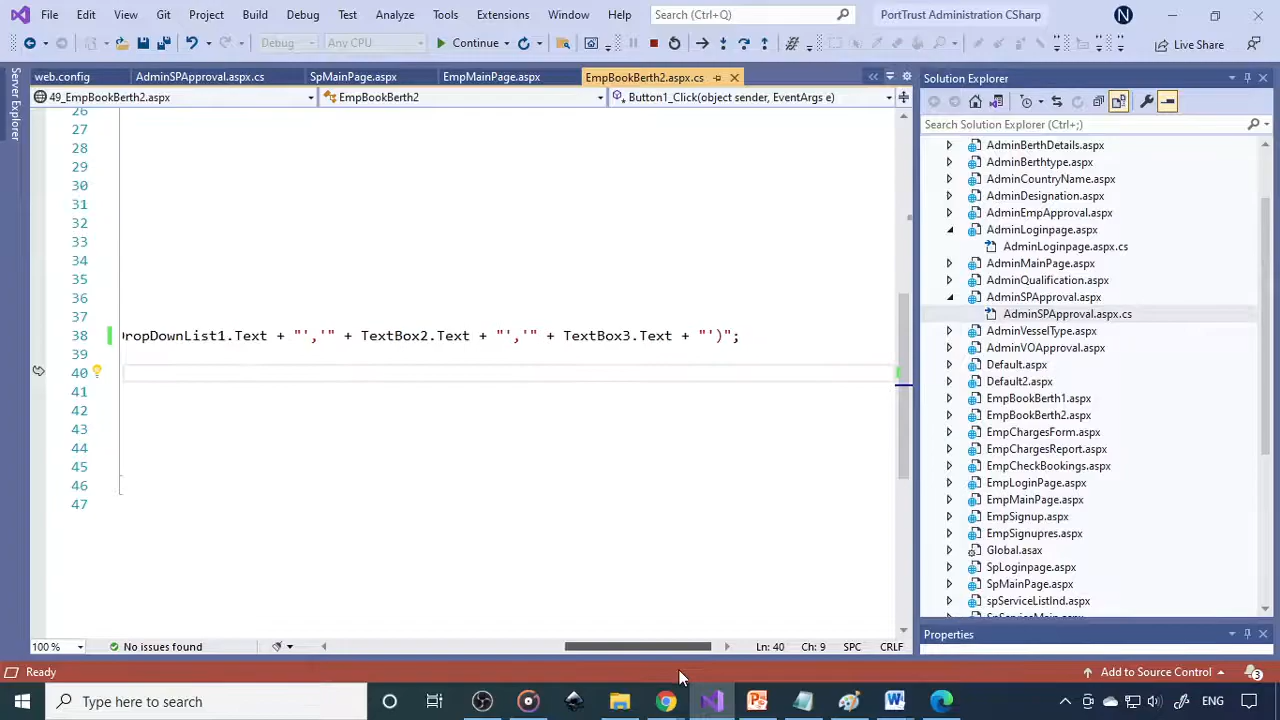 File Edit View Git Project Build Debug Test Analyze Tools Extensions Window Help Search (Ctrl+Q) PortTrust Administration CSharp N
Debug Any CPU Continue Live Share
Server Explorer
web.config AdminSPApproval.aspx.cs SpMainPage.aspx.cs EmpMainPage.aspx.cs EmpBookBerth2.aspx.cs
49_EmpBookBerth2.aspx EmpBookBerth2 Button1_Click(object sender, EventArgs e)
26
27
28
29
30
31
32
33
34
35
36
37
38 ropDownList1.Text + "','" + TextBox2.Text + "','" + TextBox3.Text + "')";
39
40
41
42
43
44
45
46
47
100 % No issues found Ln: 40 Ch: 9 SPC CRLF
Solution Explorer
Search Solution Explorer (Ctrl+;)
AdminBerthDetails.aspx
AdminBerthtype.aspx
AdminCountryName.aspx
AdminDesignation.aspx
AdminEmpApproval.aspx
AdminLoginpage.aspx
AdminLoginpage.aspx.cs
AdminMainPage.aspx
AdminQualification.aspx
AdminSPApproval.aspx
AdminSPApproval.aspx.cs
AdminVesselType.aspx
AdminVOApproval.aspx
Default.aspx
Default2.aspx
EmpBookBerth1.aspx
EmpBookBerth2.aspx
EmpChargesForm.aspx
EmpChargesReport.aspx
EmpCheckBookings.aspx
EmpLoginPage.aspx
EmpMainPage.aspx
EmpSignup.aspx
EmpSignupres.aspx
Global.asax
SpLoginpage.aspx
SpMainPage.aspx
spServiceListInd.aspx
Properties
Ready Add to Source Control 3
Type here to search ENG